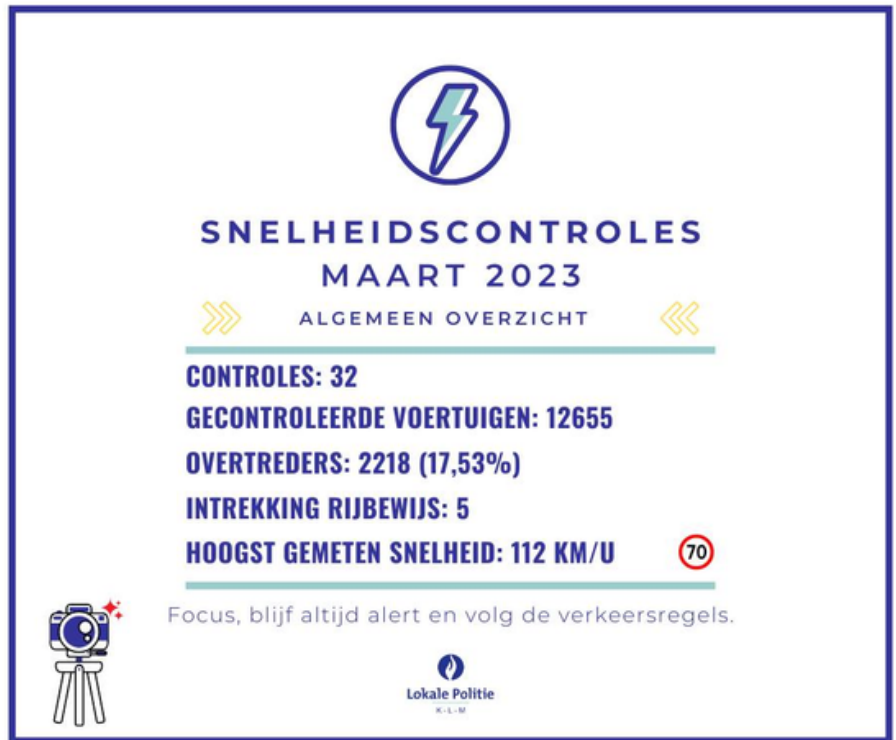 SNELHEIDSCONTROLES
MAART 2023
ALGEMEEN OVERZICHT
CONTROLES: 32
GECONTROLEERDE VOERTUIGEN: 12655
OVERTREDERS: 2218 (17,53%)
INTREKKING RIJBEWIJS: 5
HOOGST GEMETEN SNELHEID: 112 KM/U 70
Focus, blijf altijd alert en volg de verkeersregels.
Lokale Politie
K - L - M